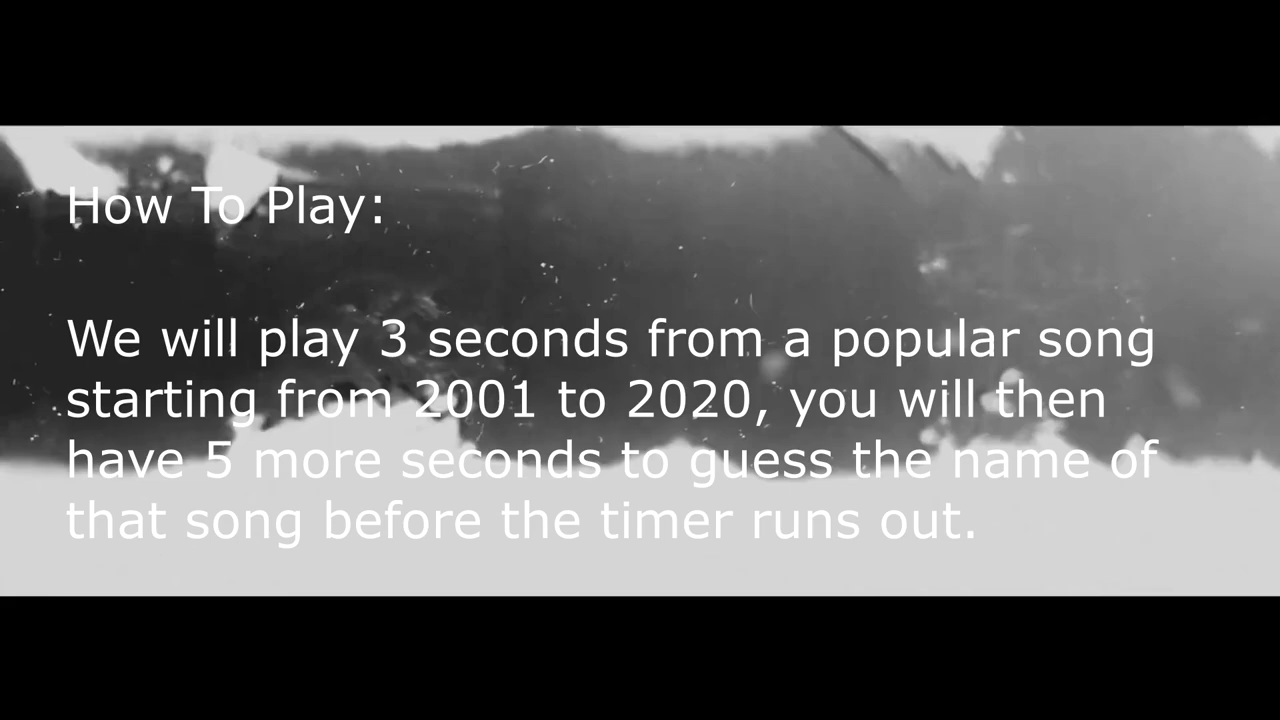 How To Play:
We will play 3 seconds from a popular song
starting from 2001 to 2020, you will then
have 5 more seconds to guess the name of
that song before the timer runs out.